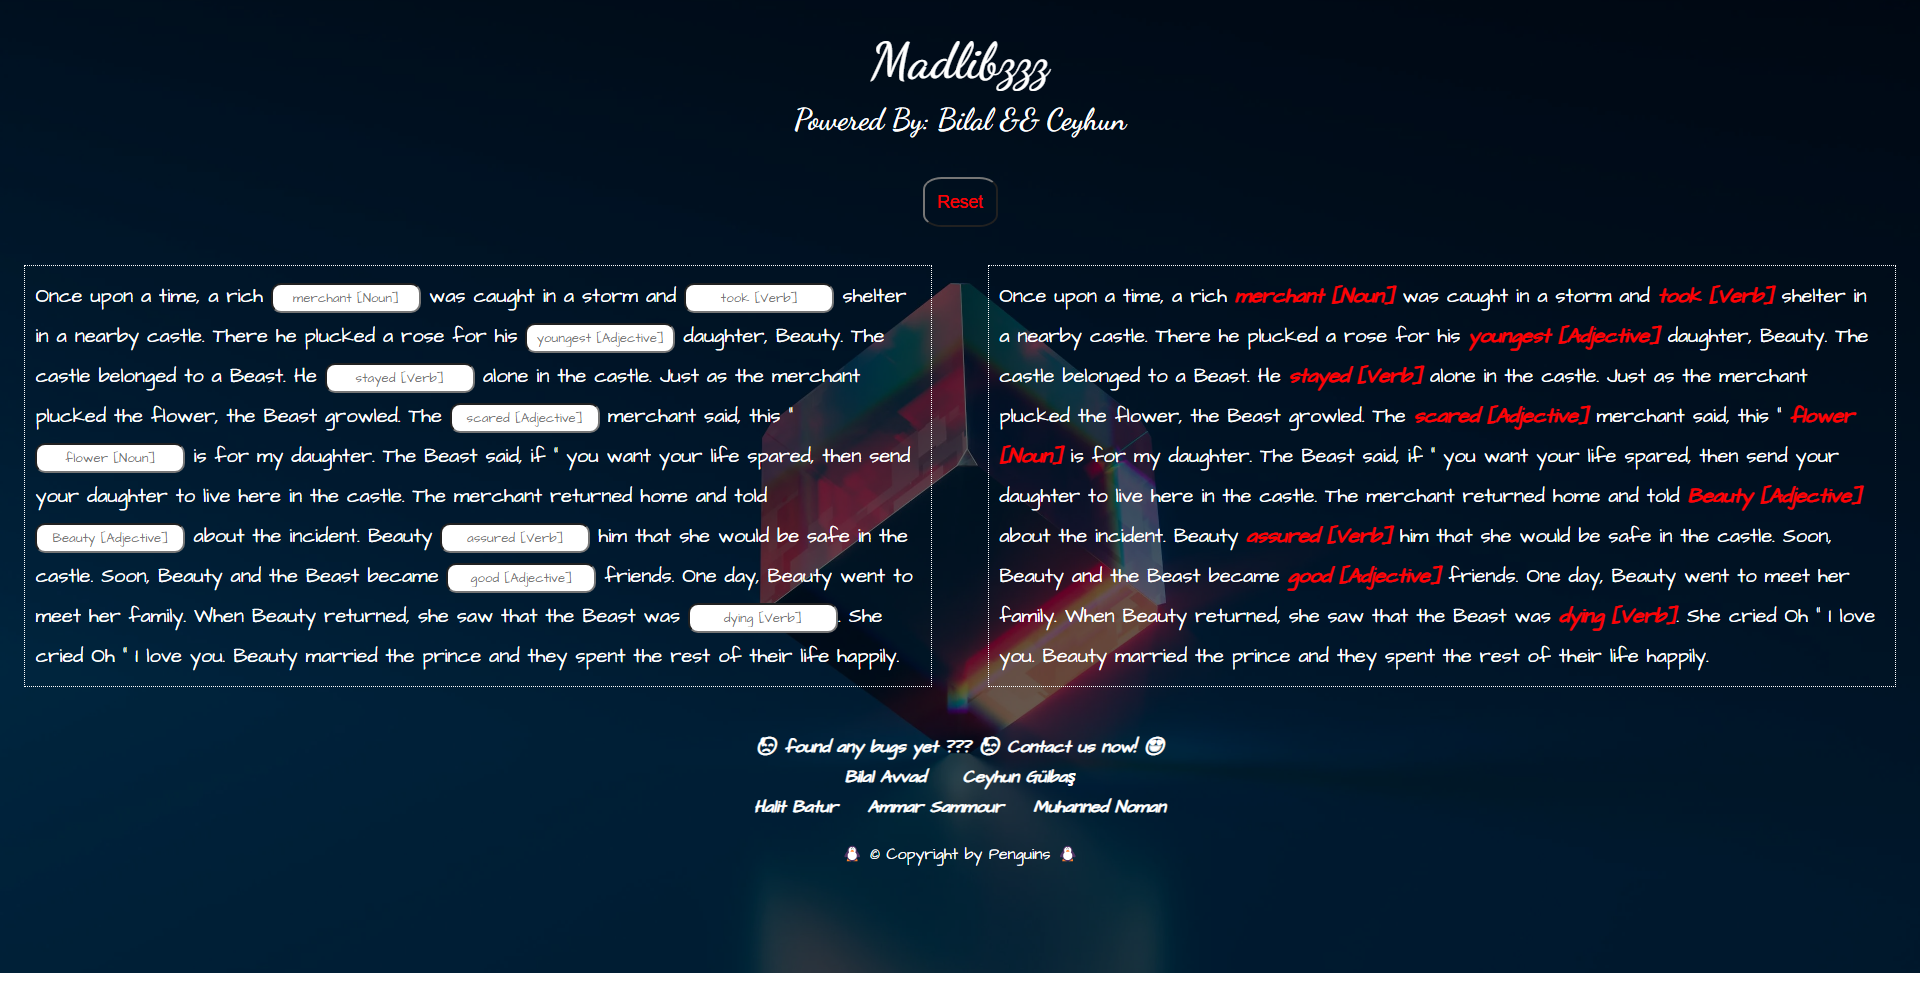 Madlibzzz
Powered By: Bilal && Ceyhun
Reset
Once upon a time, a rich merchant [Noun] was caught in a storm and took [Verb] shelter
in a nearby castle. There he plucked a rose for his youngest [Adjective] daughter, Beauty. The
castle belonged to a Beast. He stayed [Verb] alone in the castle. Just as the merchant
plucked the flower, the Beast growled. The scared [Adjective] merchant said, this "
flower [Noun] is for my daughter. The Beast said, if " you want your life spared, then send
your daughter to live here in the castle. The merchant returned home and told
Beauty [Adjective] about the incident. Beauty assured [Verb] him that she would be safe in the
castle. Soon, Beauty and the Beast became good [Adjective] friends. One day, Beauty went to
meet her family. When Beauty returned, she saw that the Beast was dying [Verb]. She
cried Oh " I love you. Beauty married the prince and they spent the rest of their life happily.
Once upon a time, a rich merchant [Noun] was caught in a storm and took [Verb] shelter in
a nearby castle. There he plucked a rose for his youngest [Adjective] daughter, Beauty. The
castle belonged to a Beast. He stayed [Verb] alone in the castle. Just as the merchant
plucked the flower, the Beast growled. The scared [Adjective] merchant said, this " flower
[Noun] is for my daughter. The Beast said, if " you want your life spared, then send your
daughter to live here in the castle. The merchant returned home and told Beauty [Adjective]
about the incident. Beauty assured [Verb] him that she would be safe in the castle. Soon,
Beauty and the Beast became good [Adjective] friends. One day, Beauty went to meet her
family. When Beauty returned, she saw that the Beast was dying [Verb]. She cried Oh " I love
you. Beauty married the prince and they spent the rest of their life happily.
found any bugs yet ??? Contact us now!
Bilal Avvad Ceyhun Gülbaş
Halit Batur Ammar Sammour Muhanned Noman
© Copyright by Penguins